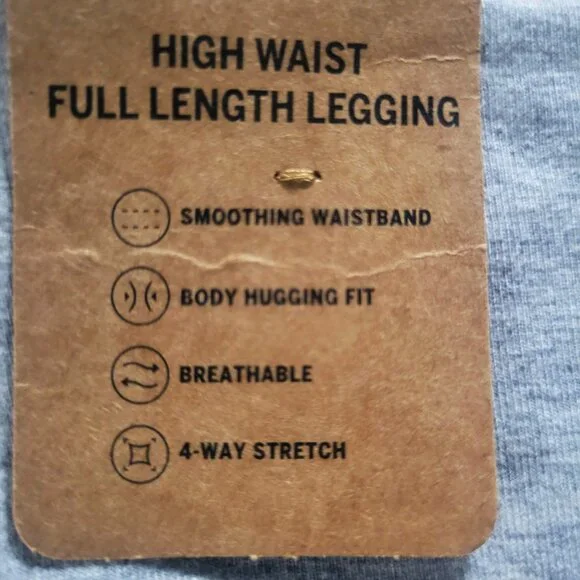 HIGH WAIST
FULL LENGTH LEGGING
SMOOTHING WAISTBAND
BODY HUGGING FIT
BREATHABLE
4-WAY STRETCH